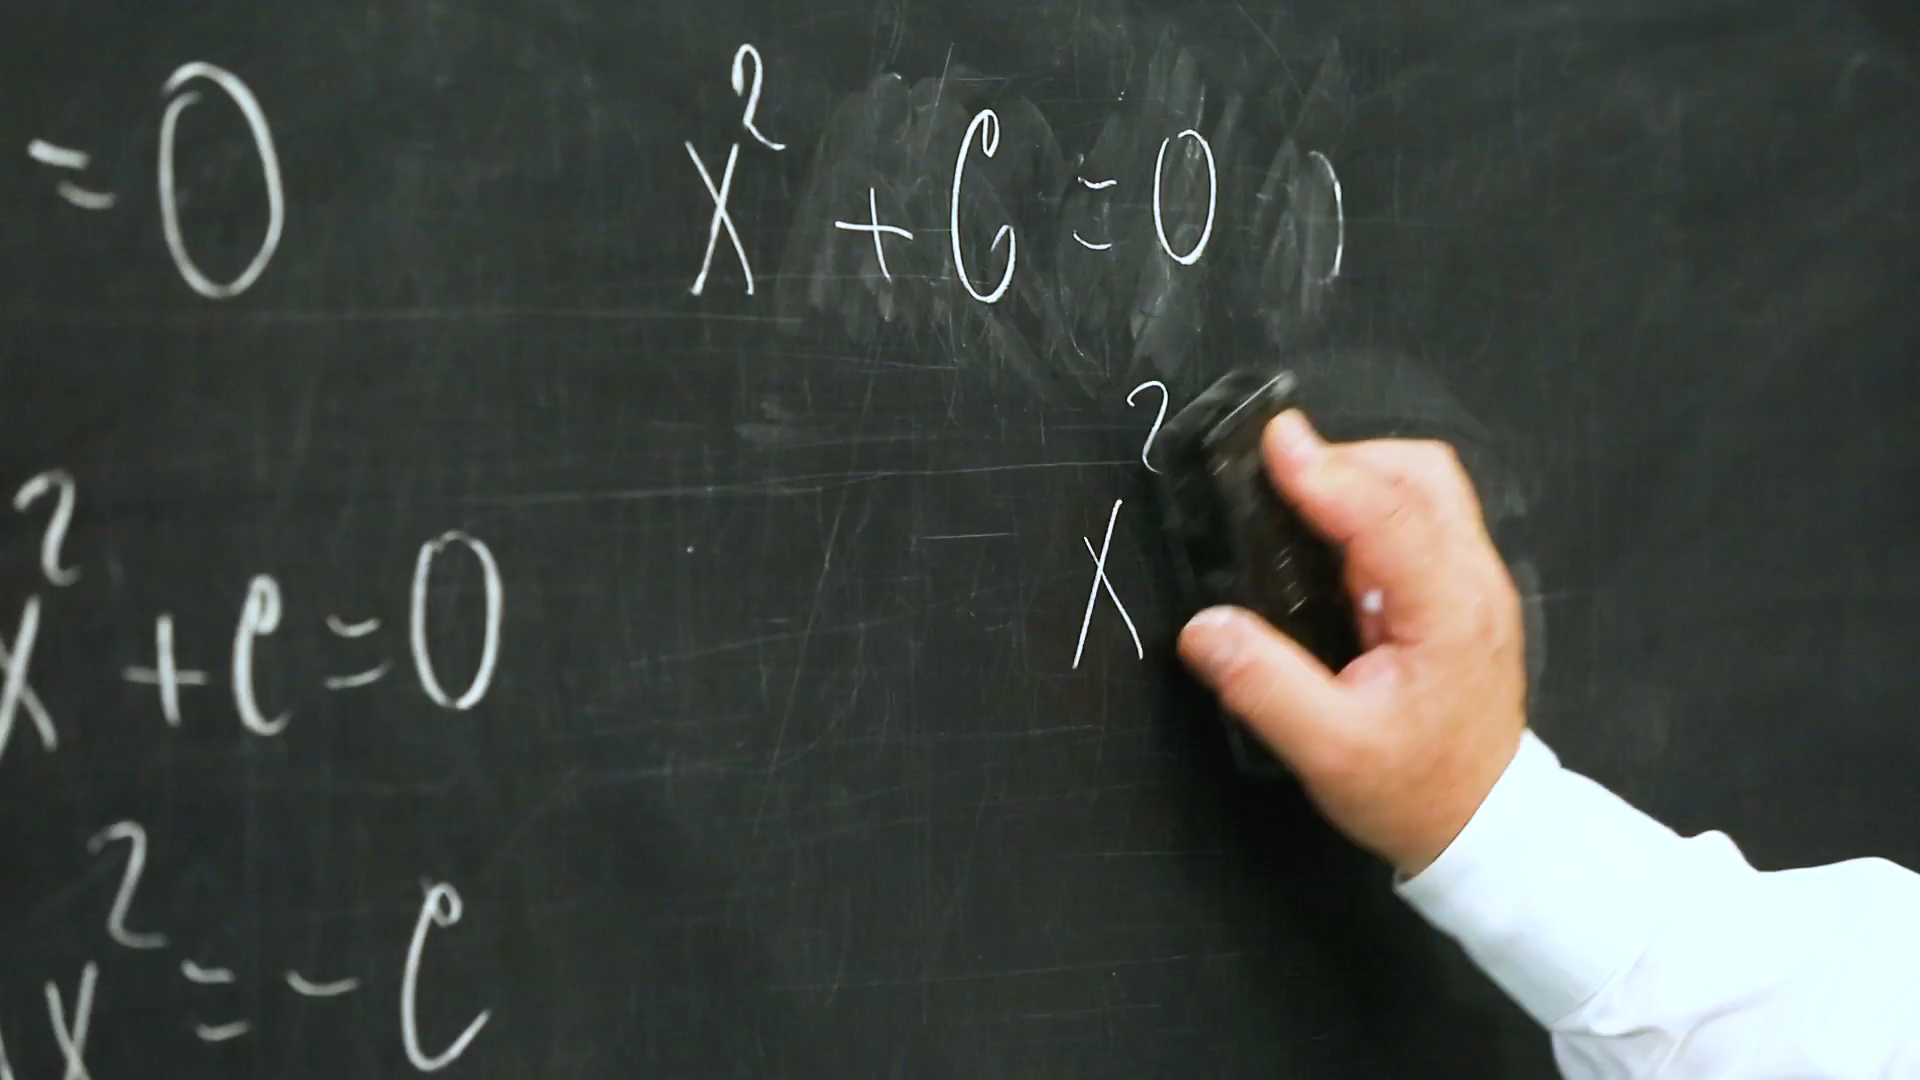 = 0
x² + c = 0
x² = - c
x² + c = 0
x²